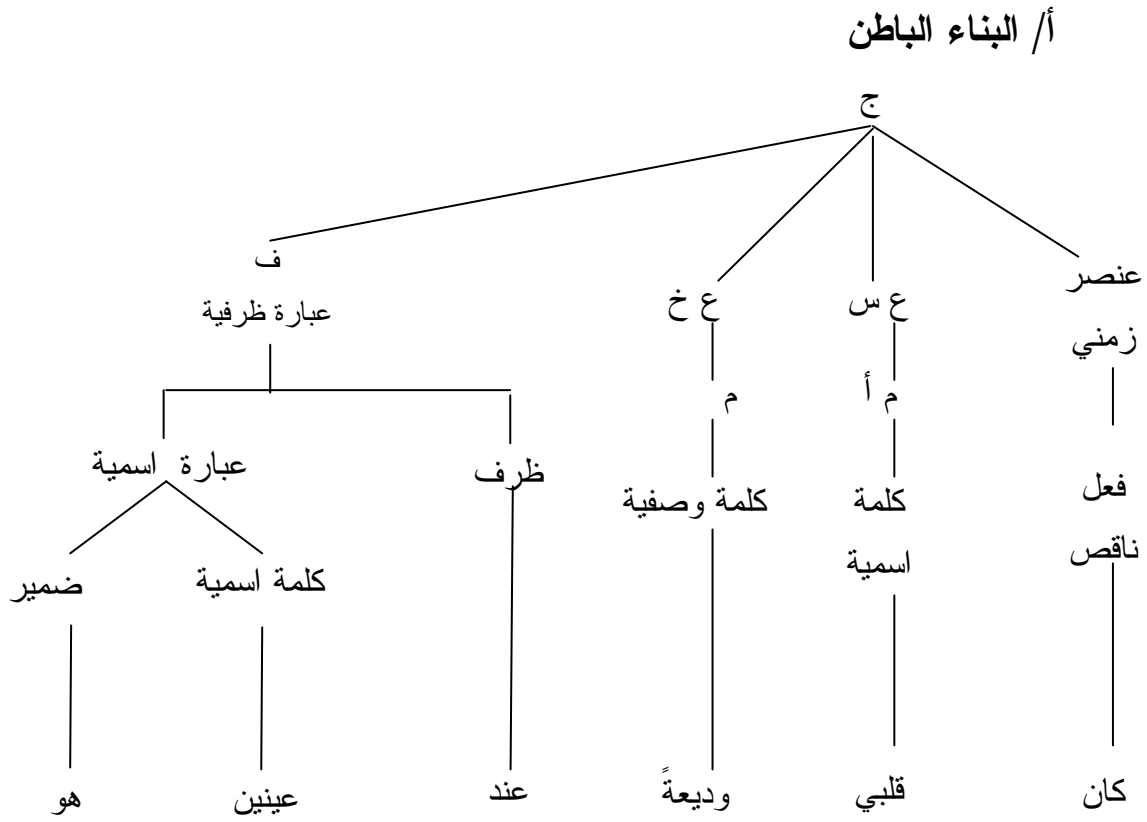 أ/ البناء الباطن
ج
عنصر زمني
ع س
ع خ
ف
عبارة ظرفية
م أ
م
فعل ناقص
كلمة اسمية
كلمة وصفية
ظرف
عبارة اسمية
كلمة اسمية
ضمير
كان
قلبي
وديعةً
عند
عينين
هو